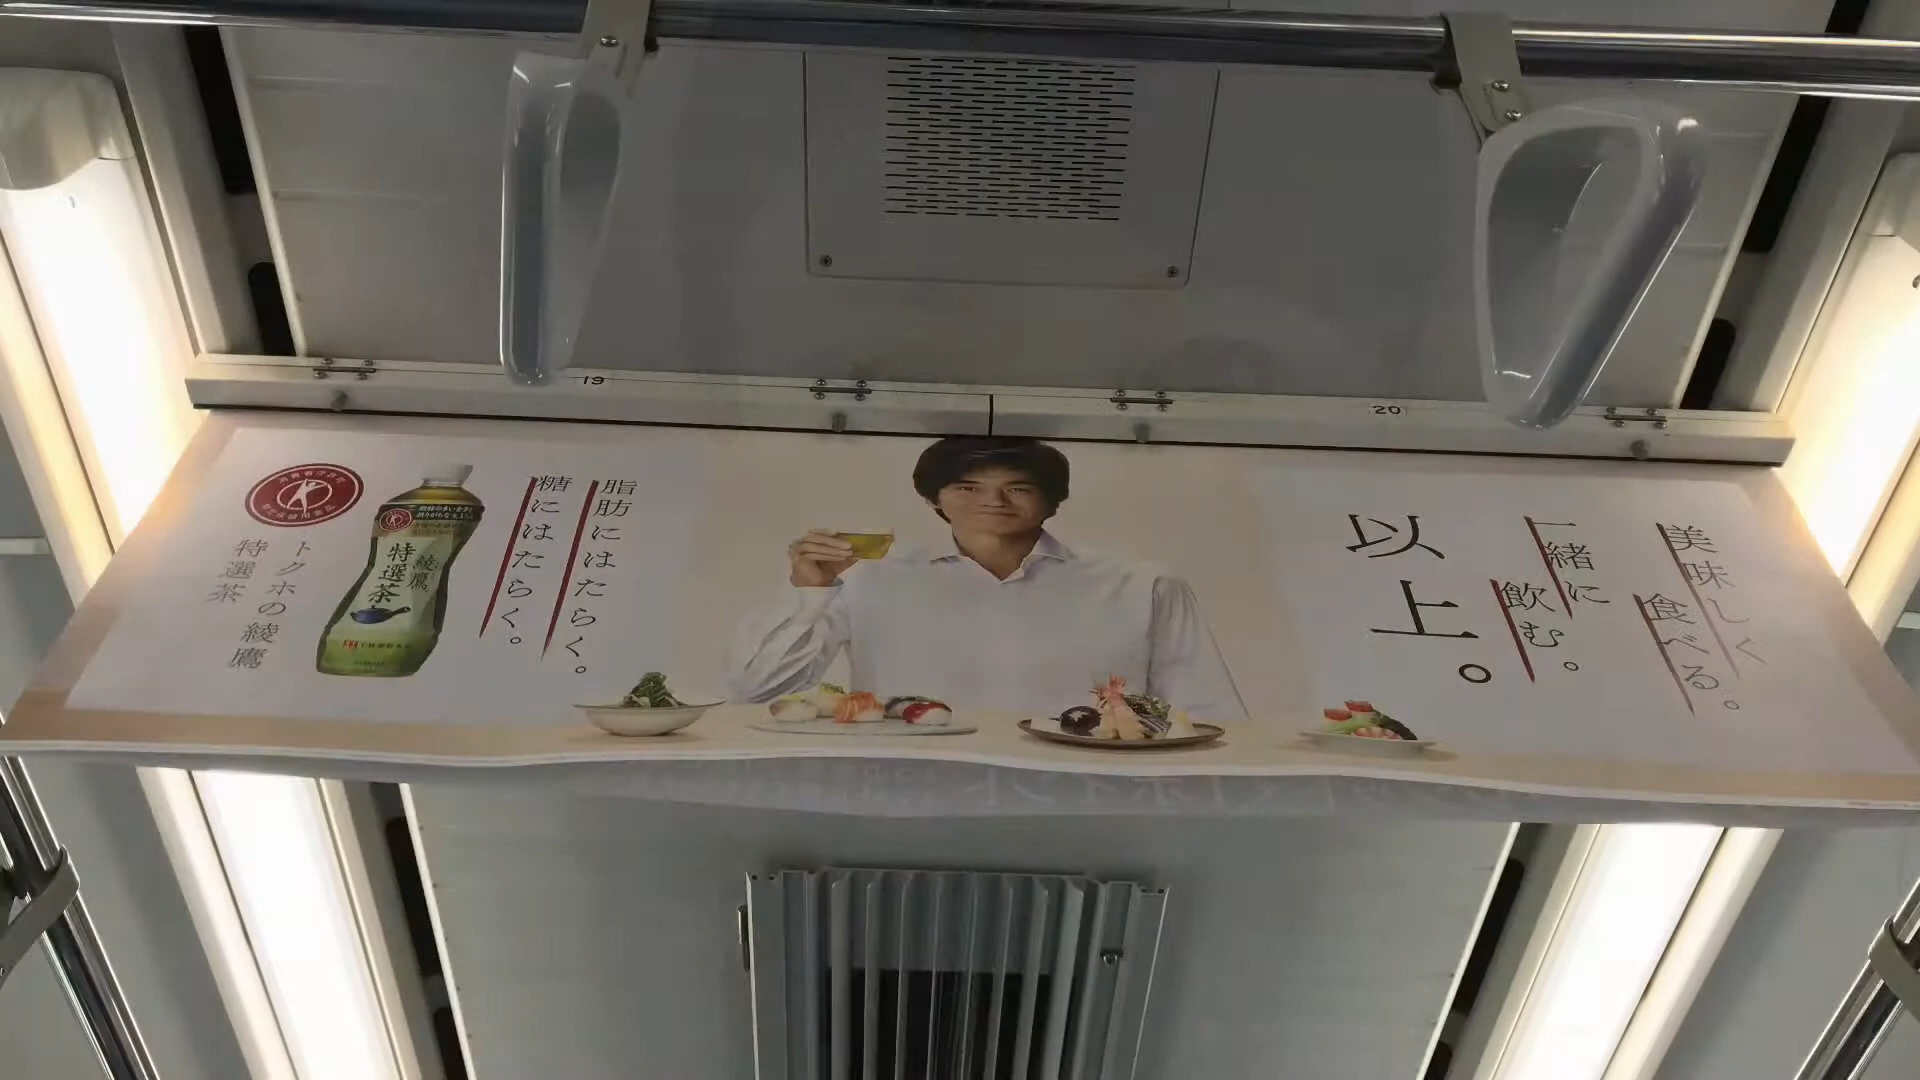 19
20
美味しく
食べる。
一緒に
飲む。
以上。
脂肪にはたらく。
糖にはたらく。
綾鷹
特選茶
トクホの綾鷹
特選茶